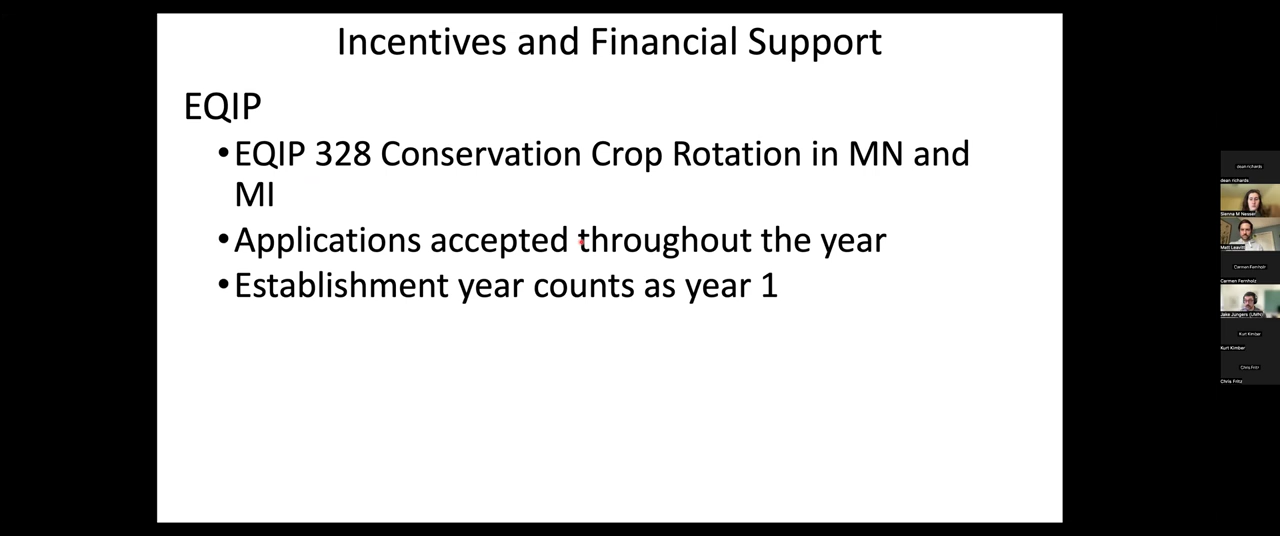 Incentives and Financial Support
EQIP
•EQIP 328 Conservation Crop Rotation in MN and
MI
•Applications accepted throughout the year
•Establishment year counts as year 1
dean richards
dean richards
Sienna M Nesser
Matt Leavitt
Carmen Fernholz
Carmen Fernholz
Jake Jungers (UMN)
Kurt Kimber
Kurt Kimber
Chris Fritz
Chris Fritz